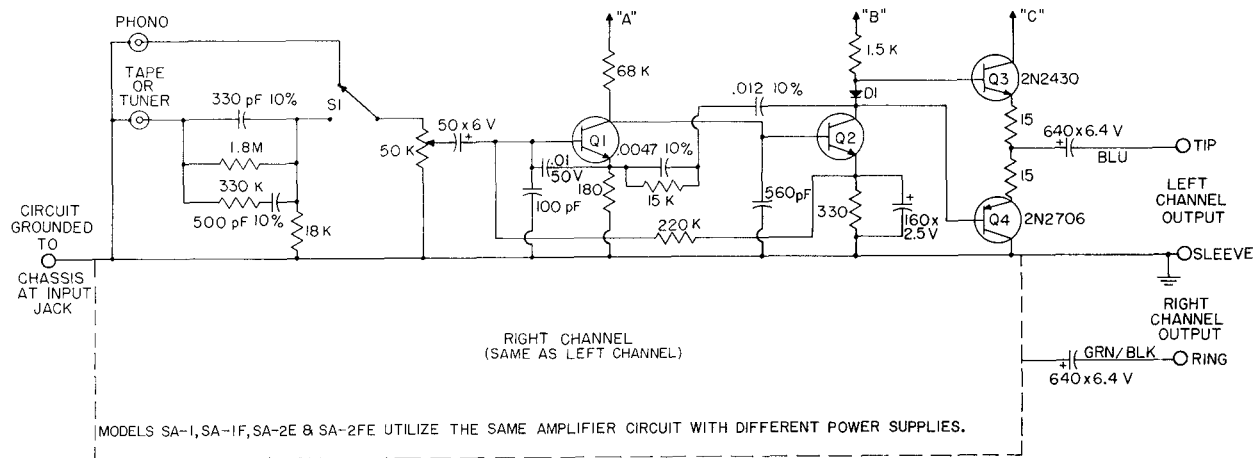 PHONO
TAPE
OR
TUNER
330 pF 10%
1.8M
330 K
500 pF 10%
18K
S1
50 K
50 x 6 V
+
CIRCUIT
GROUNDED
TO
CHASSIS
AT INPUT
JACK
"A"
68 K
Q1
.01
50V
100 pF
180
.0047 10%
15 K
220 K
.012 10%
560pF
"B"
1.5 K
D1
Q2
330
+
160x
2.5V
"C"
Q3
2N2430
15
15
Q4
2N2706
640x6.4 V
+
BLU
TIP
LEFT
CHANNEL
OUTPUT
SLEEVE
RIGHT
CHANNEL
OUTPUT
GRN/BLK
RING
+
640x6.4 V
RIGHT CHANNEL
(SAME AS LEFT CHANNEL)
MODELS SA-1, SA-1F, SA-2E & SA-2FE UTILIZE THE SAME AMPLIFIER CIRCUIT WITH DIFFERENT POWER SUPPLIES.